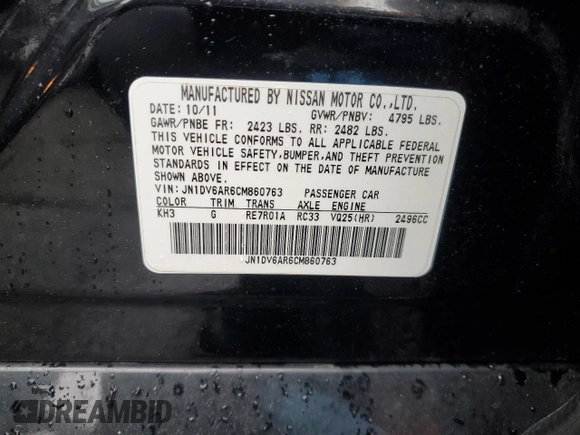 MANUFACTURED BY NISSAN MOTOR CO.,LTD.
DATE: 10/11 GVWR/PNBV: 4795 LBS.
GAWR/PNBE FR: 2423 LBS. RR: 2482 LBS.
THIS VEHICLE CONFORMS TO ALL APPLICABLE FEDERAL
MOTOR VEHICLE SAFETY,BUMPER,AND THEFT PREVENTION
STANDARDS IN EFFECT ON THE DATE OF MANUFACTURE
SHOWN ABOVE.
VIN: JN1DV6AR6CM860763 PASSENGER CAR
COLOR TRIM TRANS AXLE ENGINE
KH3 G RE7R01A RC33 VQ25(HR) 2496CC
JN1DV6AR6CM860763
DREAMBID